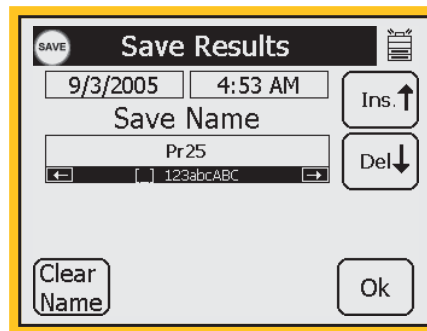 SAVE Save Results
9/3/2005 4:53 AM
Ins.↑
Save Name
Pr25
Del↓
← [_] 123abcABC →
Clear
Name
Ok